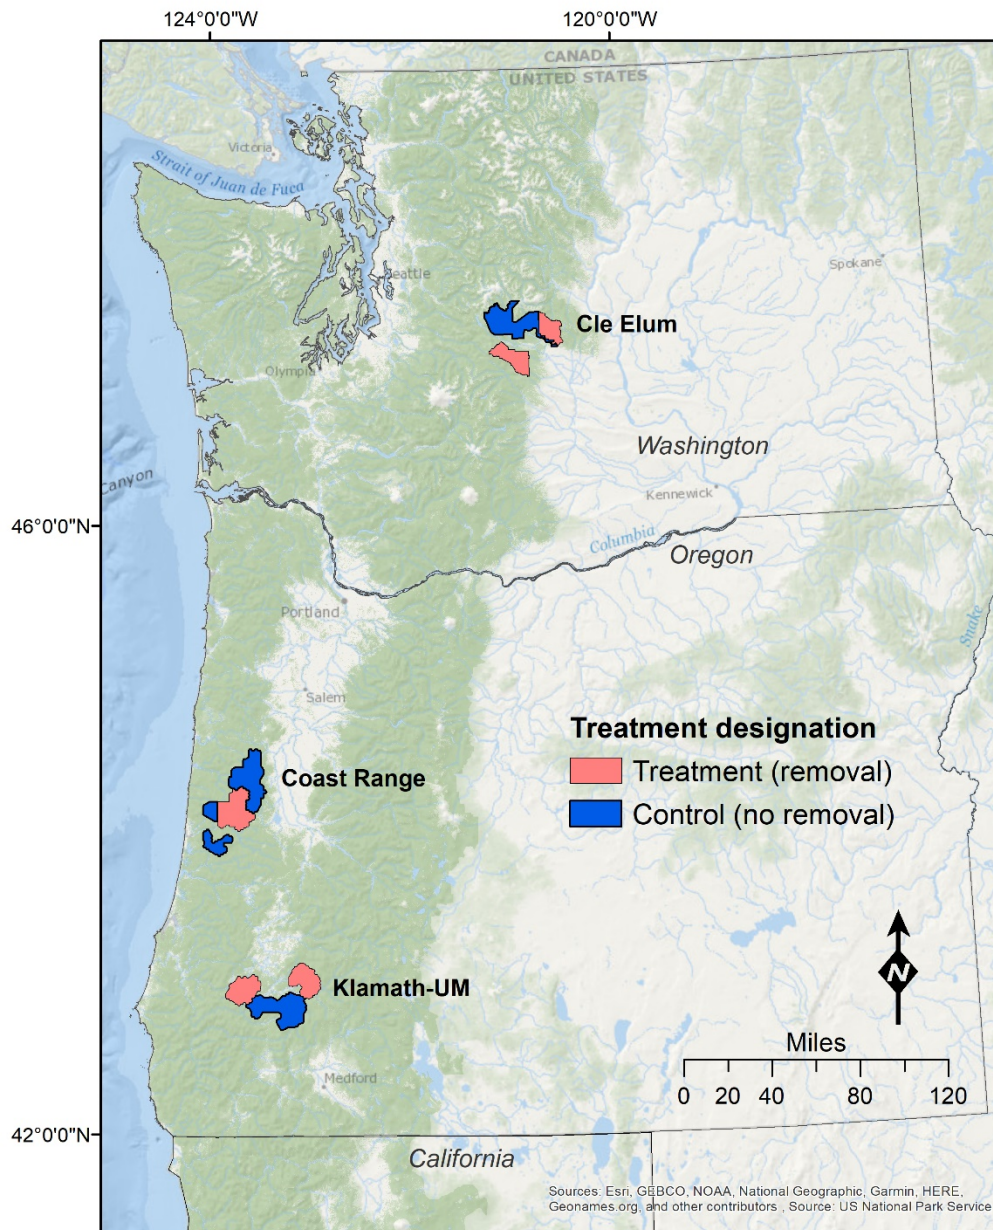 124°0'0"W
120°0'0"W
CANADA
UNITED STATES
Victoria
Strait of Juan de Fuca
Seattle
Spokane
Cle Elum
Olympia
Washington
Canyon
Kennewick
46°0'0"N
Columbia
Oregon
Portland
Snake
Salem
Treatment designation
Coast Range
Treatment (removal)
Control (no removal)
N
Klamath-UM
Miles
Medford
0 20 40 80 120
42°0'0"N
California
Sources: Esri, GEBCO, NOAA, National Geographic, Garmin, HERE,
Geonames.org, and other contributors , Source: US National Park Service